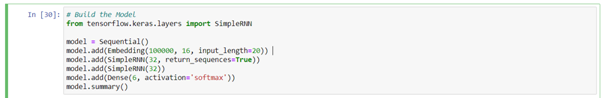 In [30]: # Build the Model
from tensorflow.keras.layers import SimpleRNN
model = Sequential()
model.add(Embedding(100000, 16, input_length=20))
model.add(SimpleRNN(32, return_sequences=True))
model.add(SimpleRNN(32))
model.add(Dense(6, activation='softmax'))
model.summary()